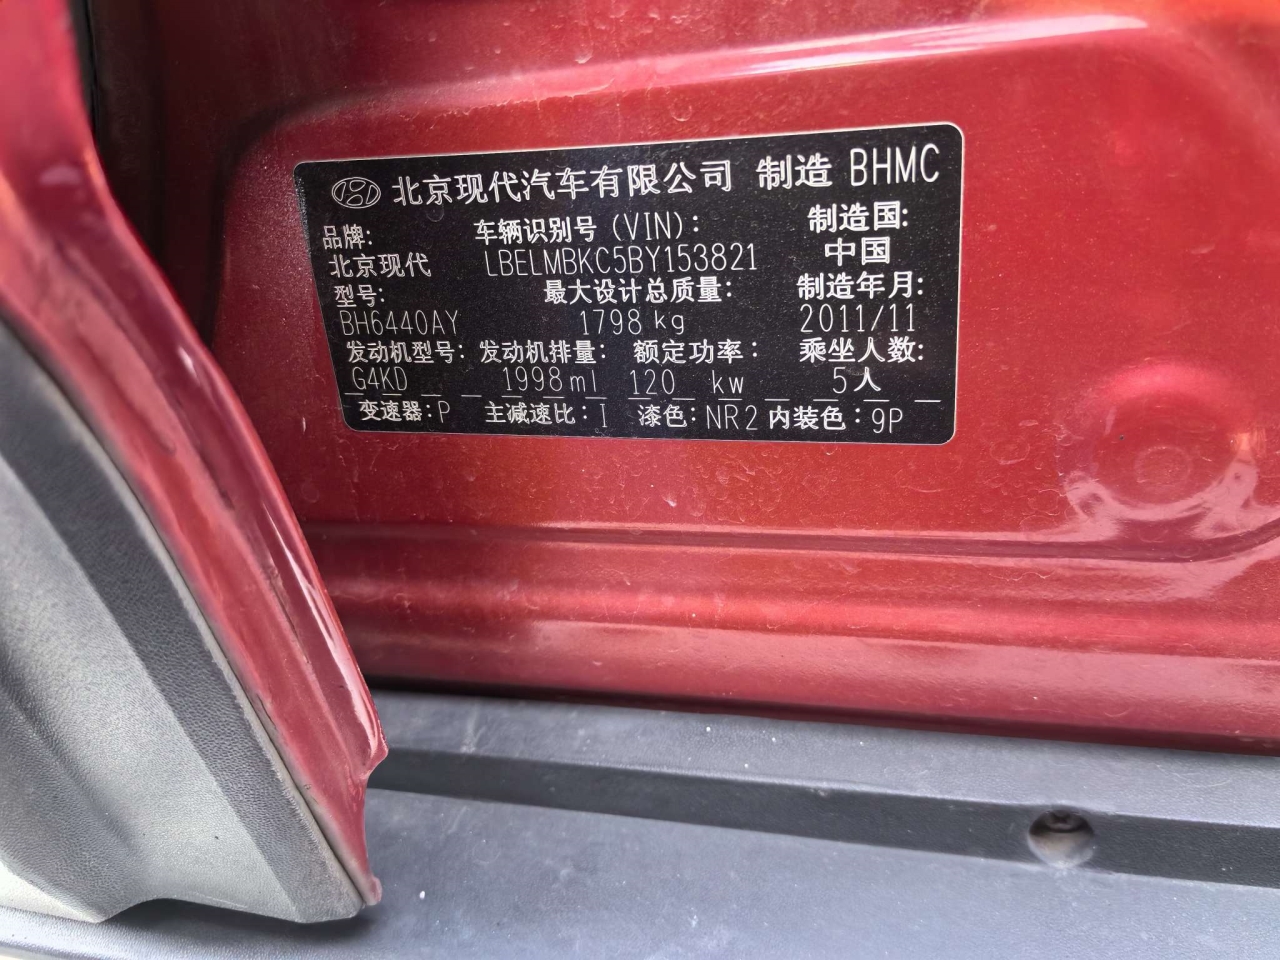 北京现代汽车有限公司 制造 BHMC
品牌: 车辆识别号 (VIN): 制造国:
北京现代 LBELMBKC5BY153821 中国
型号: 最大设计总质量: 制造年月:
BH6440AY 1798 kg 2011/11
发动机型号: 发动机排量: 额定功率: 乘坐人数:
G4KD 1998 ml 120 kw 5人
变速器: P 主减速比: I 漆色: NR2 内装色: 9P